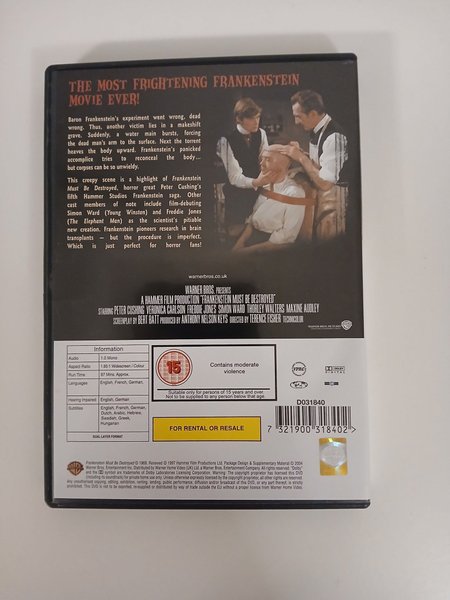 THE MOST FRIGHTENING FRANKENSTEIN
MOVIE EVER!
Baron Frankenstein's experiment went wrong, dead
wrong. Thus, another victim lies in a makeshift
grave. Suddenly, a water main bursts, forcing
the dead man's arm to the surface. Next the torrent
heaves the body upward. Frankenstein's panicked
accomplice tries to reconceal the body...
but corpses can be so unwieldy.
This creepy scene is a highlight of Frankenstein
Must Be Destroyed, horror great Peter Cushing's
fifth Hammer Studios Frankenstein saga. Other
cast members of note include film-debuting
Simon Ward (Young Winston) and Freddie Jones
(The Elephant Man) as the scientist's pitiable
new creation. Frankenstein pioneers research in brain
transplants – but the procedure is imperfect.
Which is just perfect for horror fans!
warnerbros.co.uk
WARNER BROS. PRESENTS
A HAMMER FILM PRODUCTION "FRANKENSTEIN MUST BE DESTROYED"
STARRING PETER CUSHING VERONICA CARLSON FREDDIE JONES SIMON WARD THORLEY WALTERS MAXINE AUDLEY
SCREENPLAY BY BERT BATT PRODUCED BY ANTHONY NELSON KEYS DIRECTED BY TERENCE FISHER TECHNICOLOR
Information
Audio 1.0 Mono
Aspect Ratio 1.85:1 Widescreen / Colour
Run Time 97 Mins. Approx.
Languages English, French, German
Hearing Impaired English, German
Subtitles English, French, German,
Dutch, Arabic, Hebrew,
Swedish, Greek,
Hungarian
DUAL LAYER FORMAT
15
Contains moderate
violence
Suitable only for persons of 15 years and over
Not to be supplied to any person below that age.
FOR RENTAL OR RESALE
D031840
7 321900 318402 >